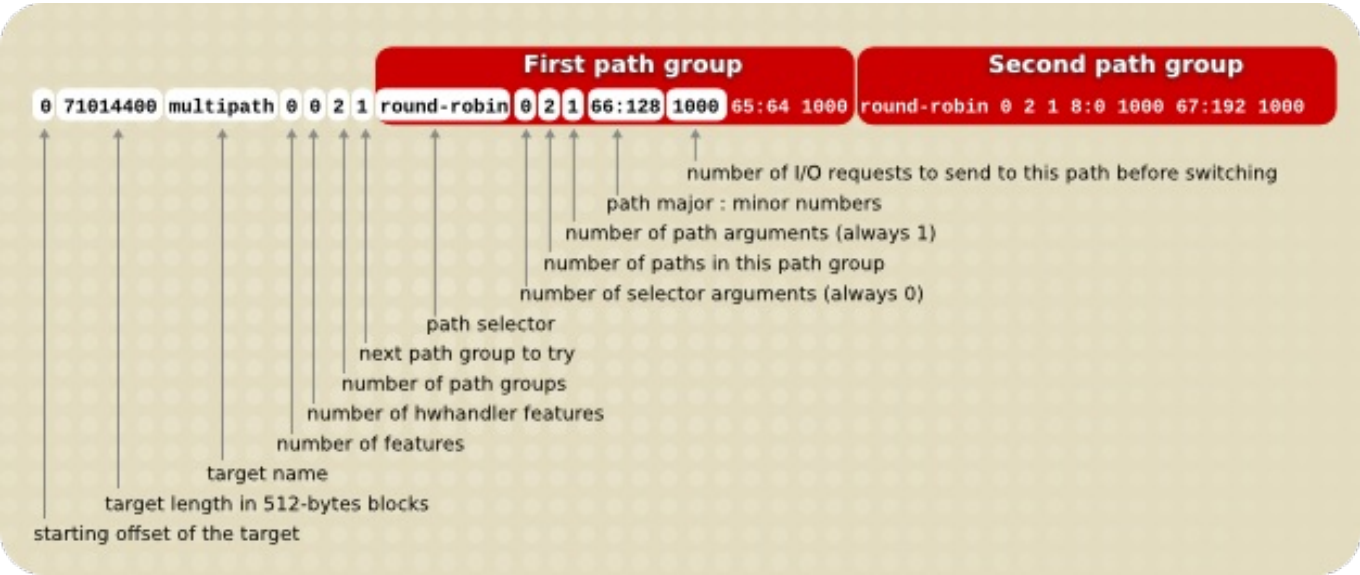 First path group
Second path group
0 71014400 multipath 0 0 2 1 round-robin 0 2 1 66:128 1000 65:64 1000 round-robin 0 2 1 8:0 1000 67:192 1000
number of I/O requests to send to this path before switching
path major : minor numbers
number of path arguments (always 1)
number of paths in this path group
number of selector arguments (always 0)
path selector
next path group to try
number of path groups
number of hwhandler features
number of features
target name
target length in 512-bytes blocks
starting offset of the target